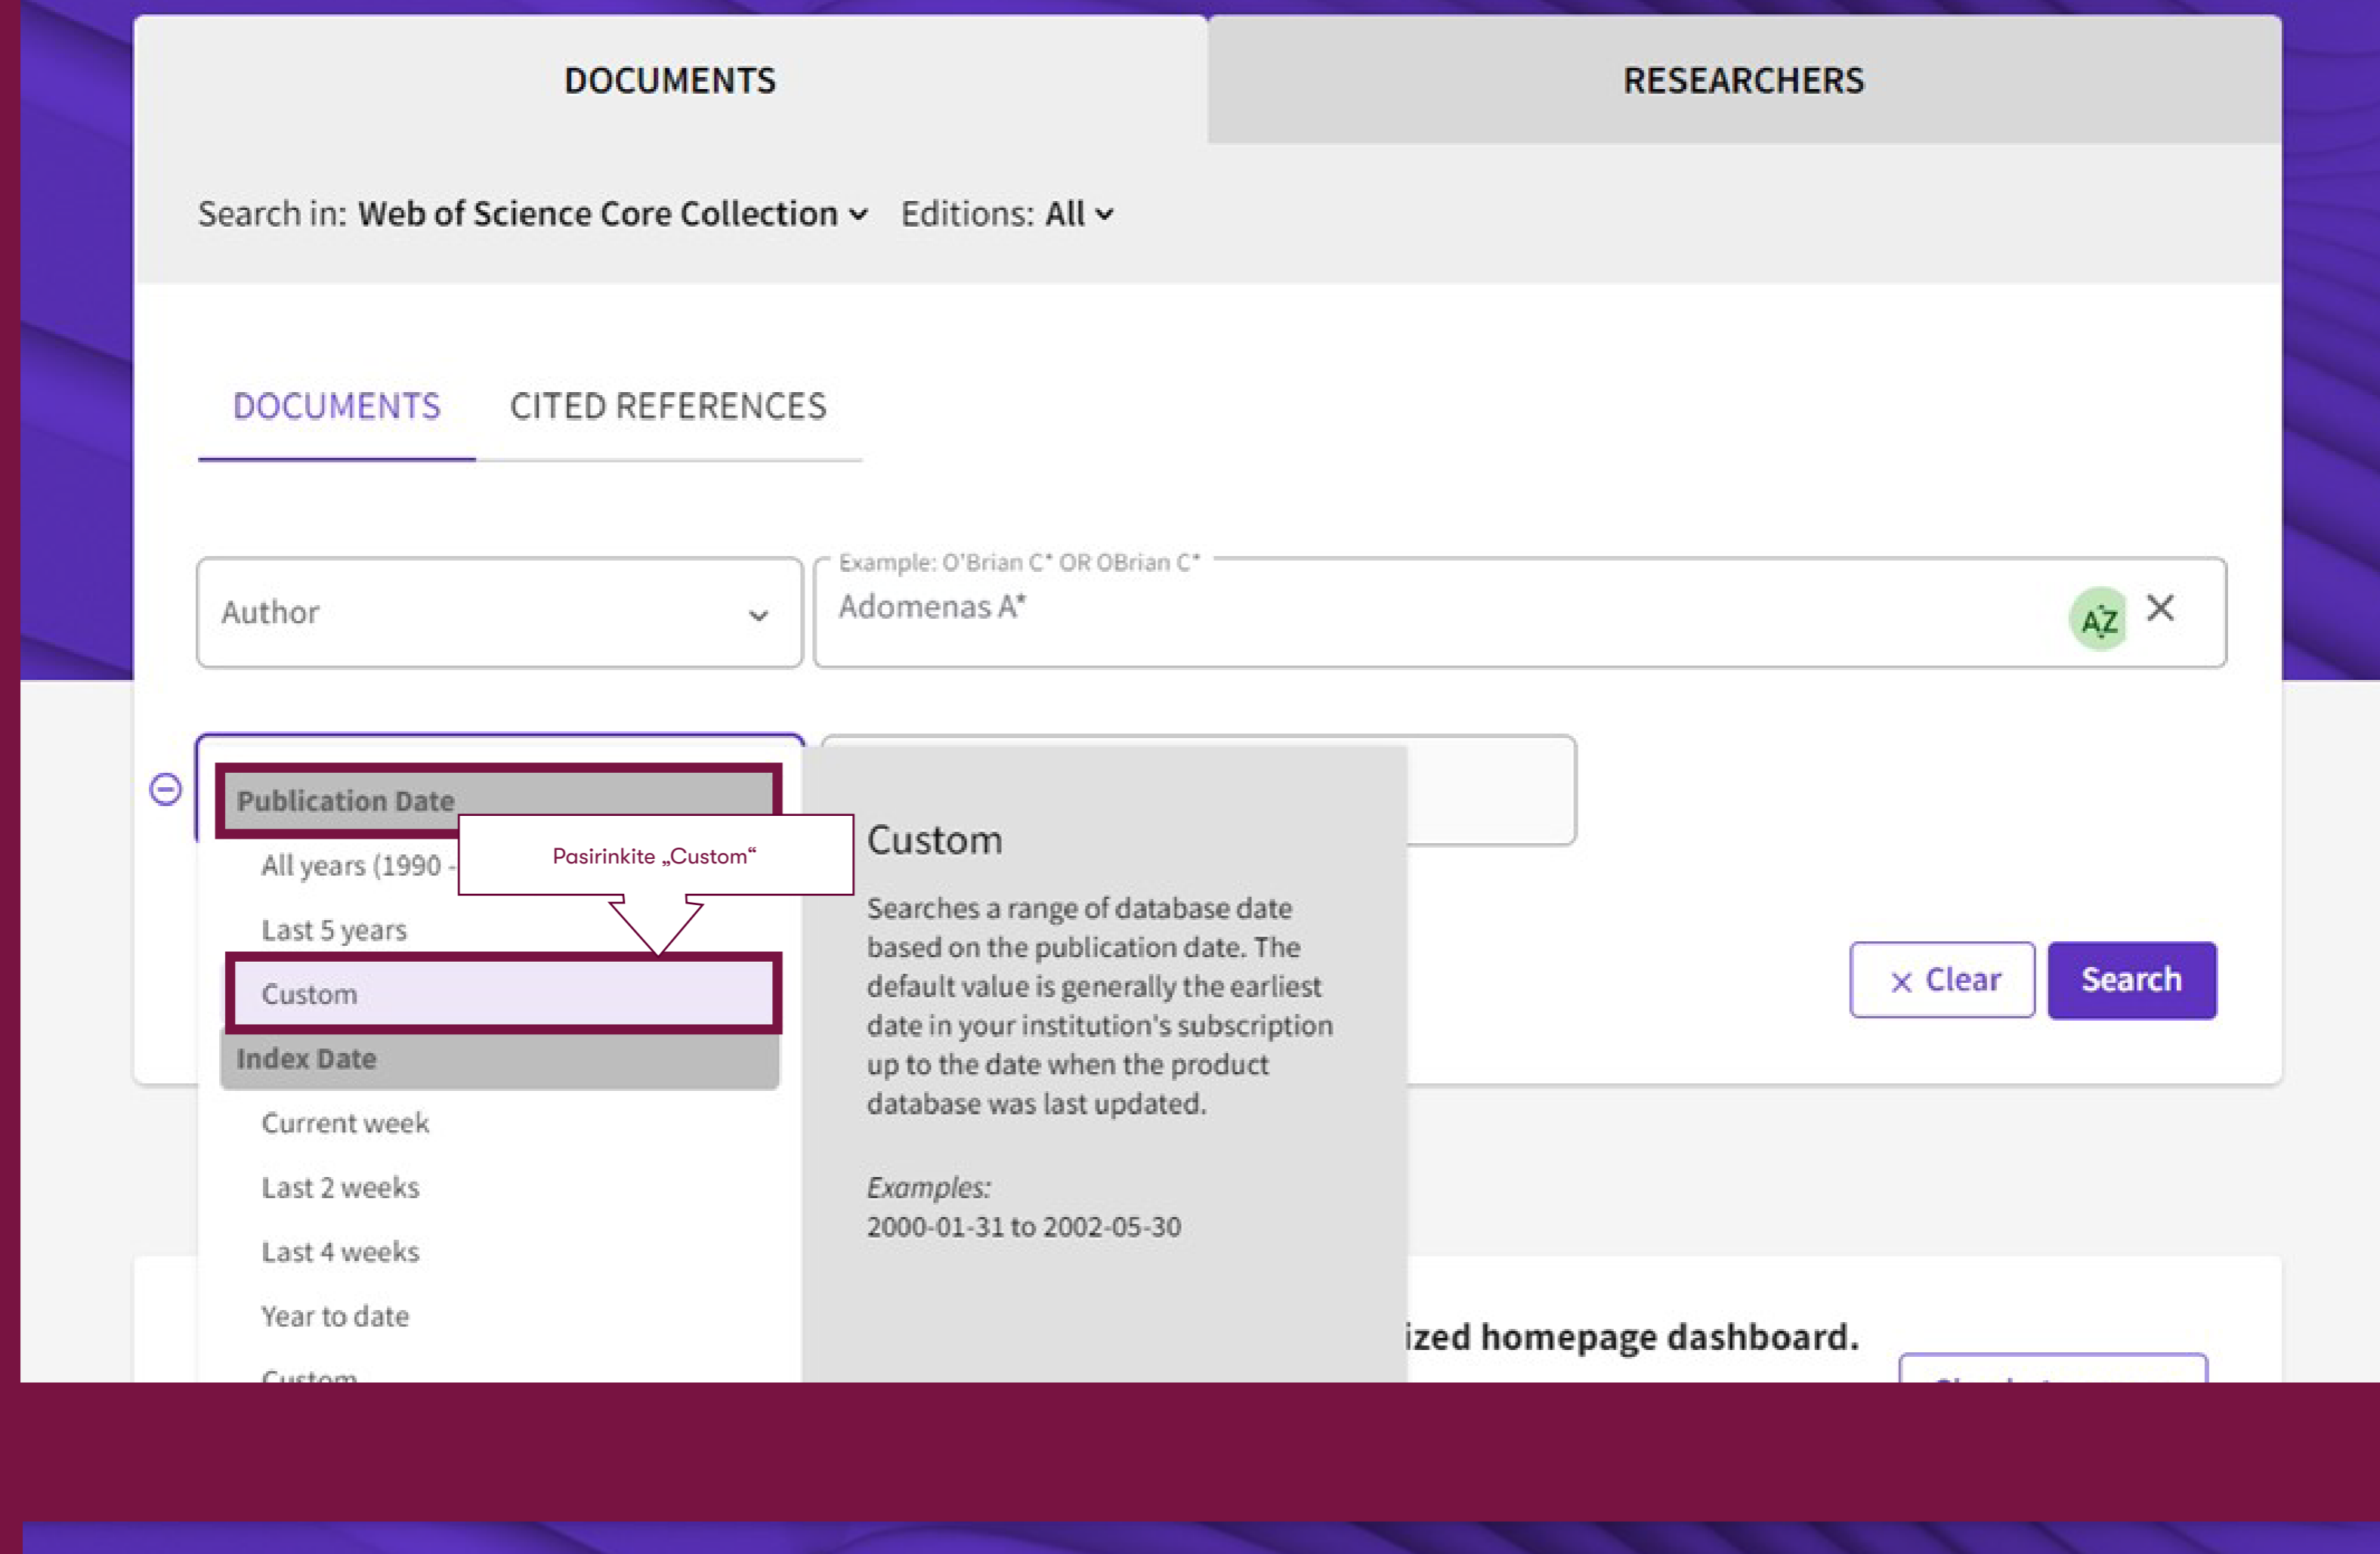 DOCUMENTS
RESEARCHERS
Search in: Web of Science Core Collection Editions: All
DOCUMENTS CITED REFERENCES
Author
Example: O'Brian C* OR OBrian C*
Adomenas A*
AZ
Publication Date
All years (1990 -
Last 5 years
Custom
Index Date
Current week
Last 2 weeks
Last 4 weeks
Year to date
Custom
Pasirinkite „Custom“
Custom
Searches a range of database date
based on the publication date. The
default value is generally the earliest
date in your institution's subscription
up to the date when the product
database was last updated.
Examples:
2000-01-31 to 2002-05-30
× Clear
Search
ized homepage dashboard.